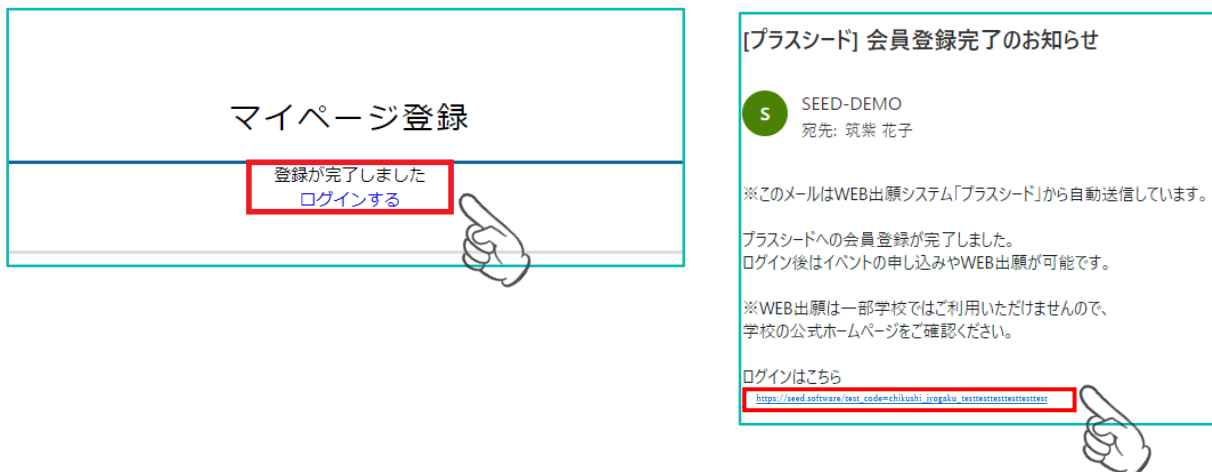 マイページ登録
登録が完了しました
ログインする
[プラスシード] 会員登録完了のお知らせ
S
SEED-DEMO
宛先: 筑紫 花子
※このメールはWEB出願システム「プラスシード」から自動送信しています。
プラスシードへの会員登録が完了しました。
ログイン後はイベントの申し込みやWEB出願が可能です。
※WEB出願は一部学校ではご利用いただけませんので、
学校の公式ホームページをご確認ください。
ログインはこちら
https://seed.software/test_code=chikushi_jyogaku_testtesttesttesttesttest